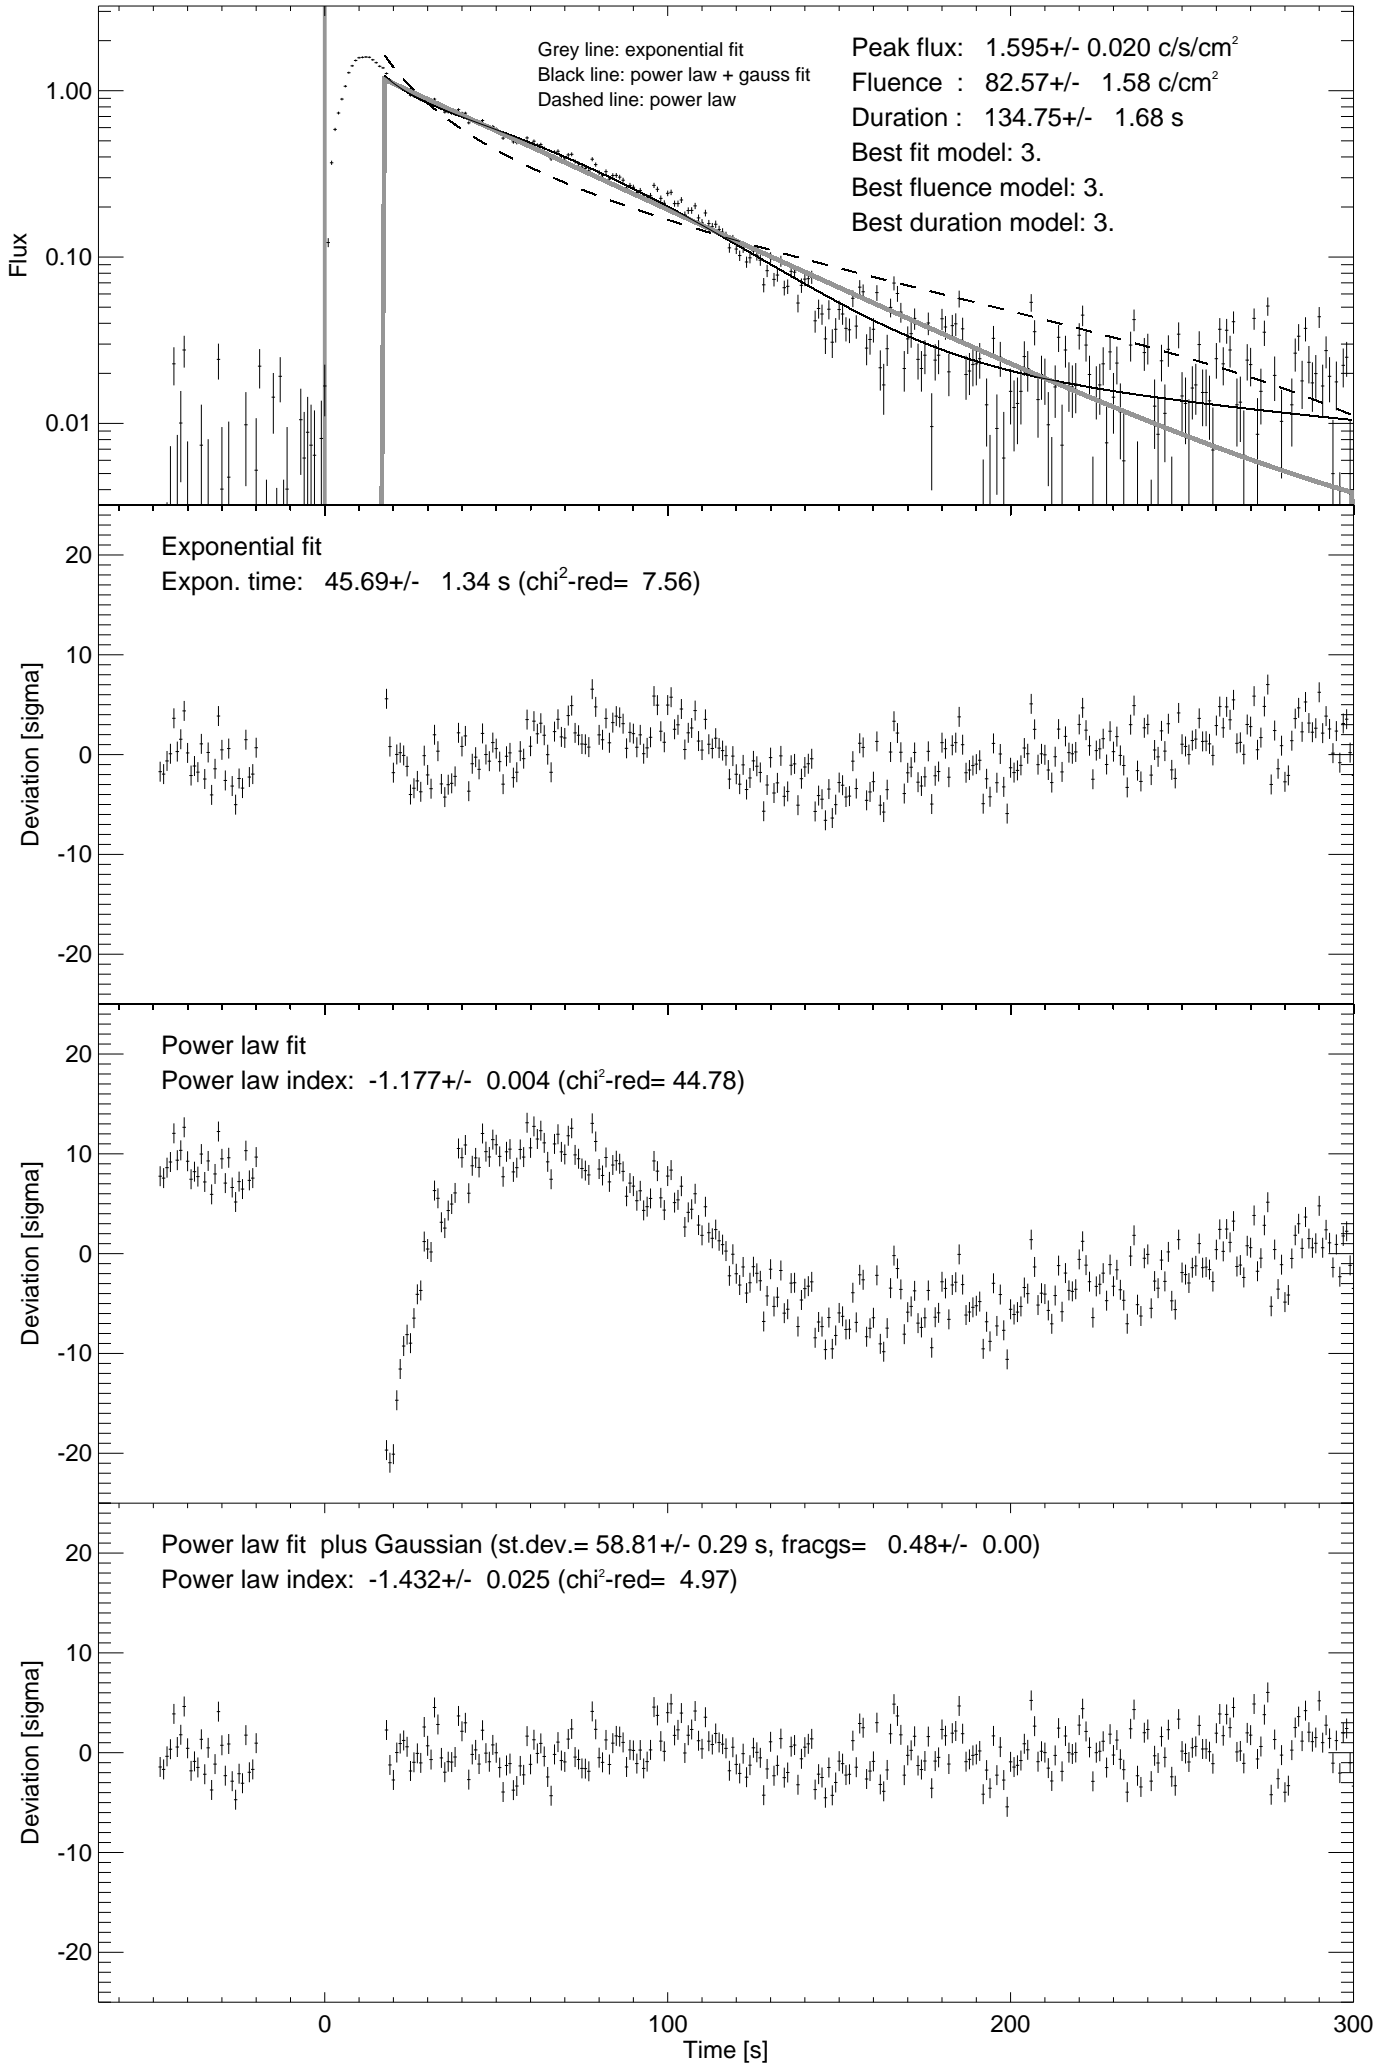 Grey line: exponential fit
Black line: power law + gauss fit
Dashed line: power law
Peak flux: 1.595+/- 0.020 c/s/cm²
Fluence : 82.57+/- 1.58 c/cm²
Duration : 134.75+/- 1.68 s
Best fit model: 3.
Best fluence model: 3.
Best duration model: 3.
1.00
0.10
0.01
Flux
Exponential fit
Expon. time: 45.69+/- 1.34 s (chi²-red= 7.56)
20
10
0
-10
-20
Deviation [sigma]
Power law fit
Power law index: -1.177+/- 0.004 (chi²-red= 44.78)
20
10
0
-10
-20
Deviation [sigma]
Power law fit plus Gaussian (st.dev.= 58.81+/- 0.29 s, fracgs= 0.48+/- 0.00)
Power law index: -1.432+/- 0.025 (chi²-red= 4.97)
20
10
0
-10
-20
Deviation [sigma]
0 100 200 300
Time [s]